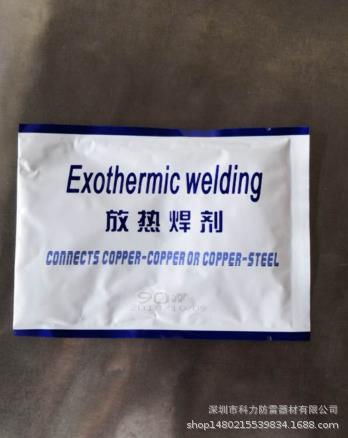 Exothermic welding
放热焊剂
CONNECTS COPPER-COPPER OR COPPER-STEEL
深圳市科力防雷器材有限公司
shop1480215539834.1688.com